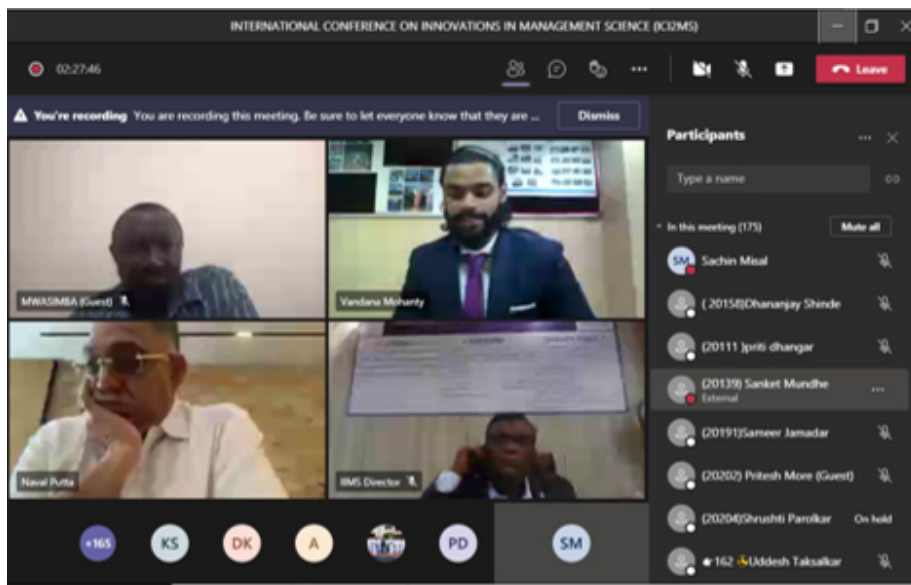 INTERNATIONAL CONFERENCE ON INNOVATIONS IN MANAGEMENT SCIENCE (ICI2MS)
02:27:46
Leave
You're recording You are recording this meeting. Be sure to let everyone know that they are ...
Dismiss
Participants
Type a name
In this meeting (175)
Mute all
SM Sachin Misal
( 20158)Dhananjay Shinde
(20111 )priti dhangar
(20139) Sanket Mundhe
External
(20191)Sameer Jamadar
(20202) Pritesh More (Guest)
(20204)Shrushti Parolkar On hold
162 Uddesh Taksalkar
MWASIMBA (Guest)
Vandana Mohanty
Naval Putta
IIMS Director
+165
KS
DK
A
PD
SM